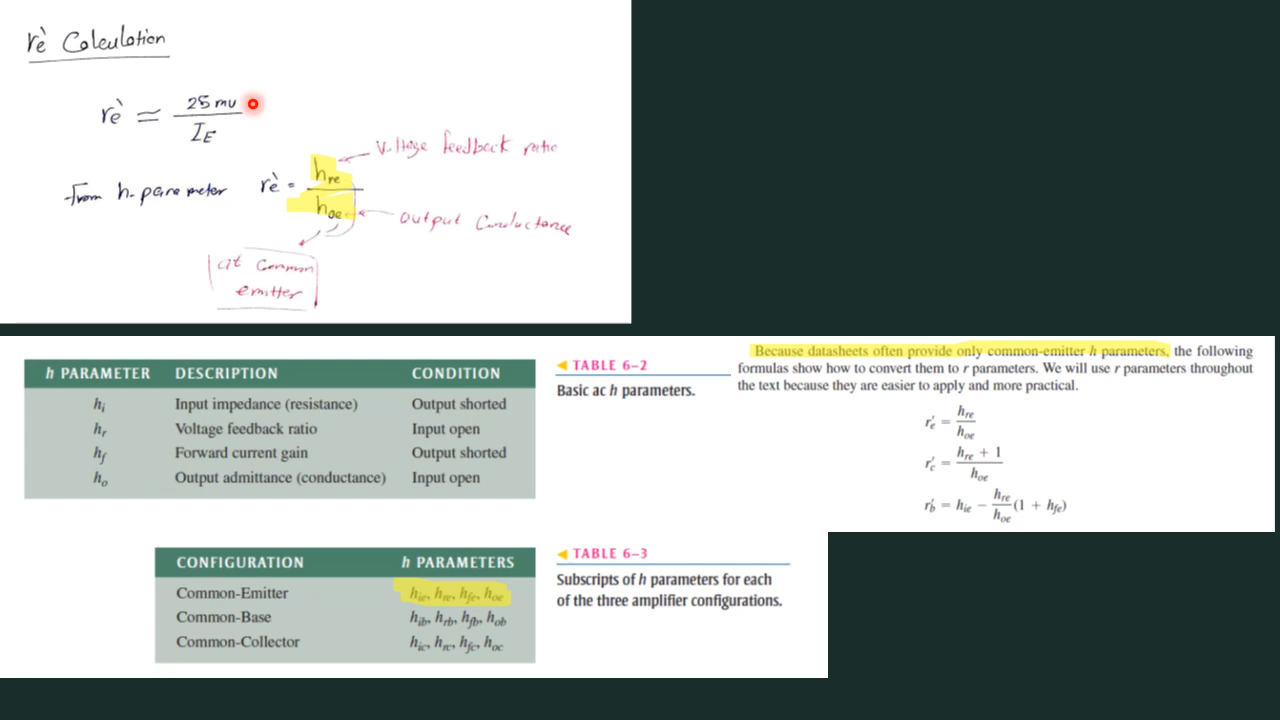 rè Calculation
rè ≃ 25 mv / IE
Voltage feedback ratio
From h-parameter rè = hre / hoe
output Conductance
at Common
emitter
h PARAMETER DESCRIPTION CONDITION
hi Input impedance (resistance) Output shorted
hr Voltage feedback ratio Input open
hf Forward current gain Output shorted
ho Output admittance (conductance) Input open
◀ TABLE 6–2
Basic ac h parameters.
Because datasheets often provide only common-emitter h parameters, the following
formulas show how to convert them to r parameters. We will use r parameters throughout
the text because they are easier to apply and more practical.
r′e = hre / hoe
r′c = hre + 1 / hoe
r′b = hie − hre / hoe (1 + hfe)
CONFIGURATION h PARAMETERS
Common-Emitter hie, hre, hfe, hoe
Common-Base hib, hrb, hfb, hob
Common-Collector hic, hrc, hfc, hoc
◀ TABLE 6–3
Subscripts of h parameters for each
of the three amplifier configurations.